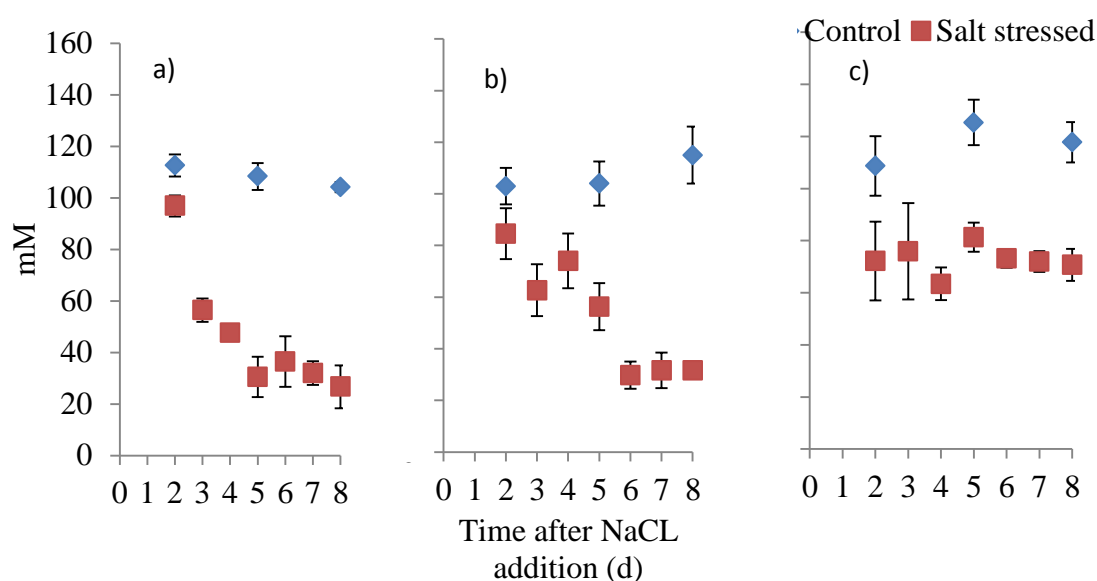 Control Salt stressed
a)
b)
c)
160
140
120
100
80
60
40
20
0
mM
0 1 2 3 4 5 6 7 8
0 1 2 3 4 5 6 7 8
0 1 2 3 4 5 6 7 8
Time after NaCL
addition (d)